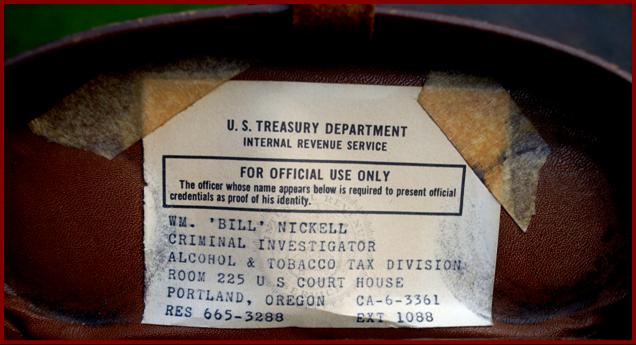 U. S. TREASURY DEPARTMENT
INTERNAL REVENUE SERVICE
FOR OFFICIAL USE ONLY
The officer whose name appears below is required to present official
credentials as proof of his identity.
WM. 'BILL' NICKELL
CRIMINAL INVESTIGATOR
ALCOHOL & TOBACCO TAX DIVISION
ROOM 225 U S COURT HOUSE
PORTLAND, OREGON CA-6-3361
RES 665-3288 EXT 1088